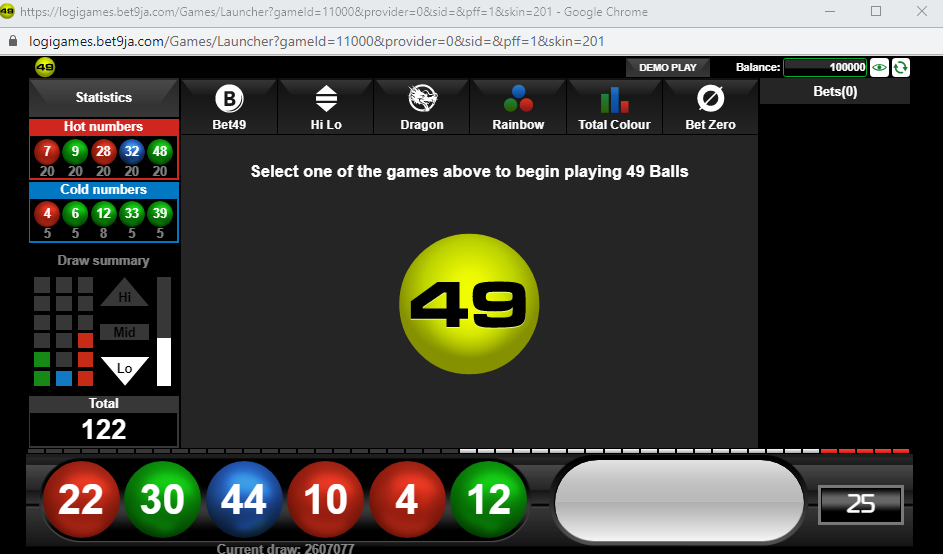 49 https://logigames.bet9ja.com/Games/Launcher?gameId=11000&provider=0&sid=&pff=1&skin=201 - Google Chrome
logigames.bet9ja.com/Games/Launcher?gameId=11000&provider=0&sid=&pff=1&skin=201
49 DEMO PLAY Balance: 100000
Statistics
Bet49 Hi Lo Dragon Rainbow Total Colour Bet Zero
Bets(0)
Hot numbers
7 9 28 32 48
20 20 20 20 20
Cold numbers
4 6 12 33 39
5 5 8 5 5
Draw summary
Hi
Mid
Lo
Total
122
Select one of the games above to begin playing 49 Balls
49
22 30 44 10 4 12
25
Current draw: 2607077